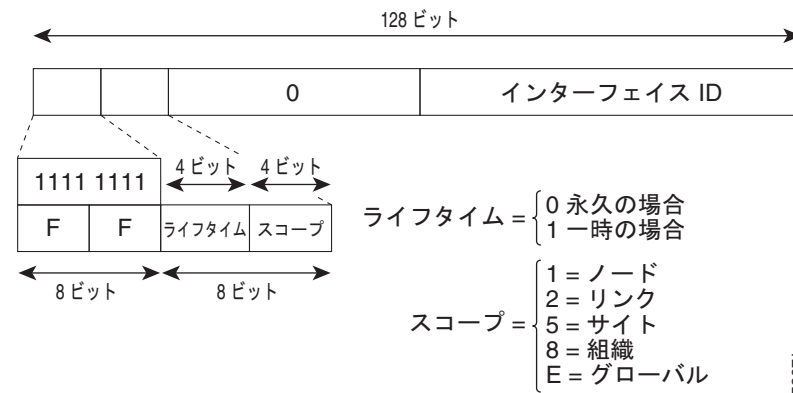 128 ビット
0
インターフェイス ID
1111 1111
4 ビット
4 ビット
F
F
ライフタイム
スコープ
8 ビット
8 ビット
ライフタイム =
0 永久の場合
1 一時の場合
スコープ =
1 = ノード
2 = リンク
5 = サイト
8 = 組織
E = グローバル